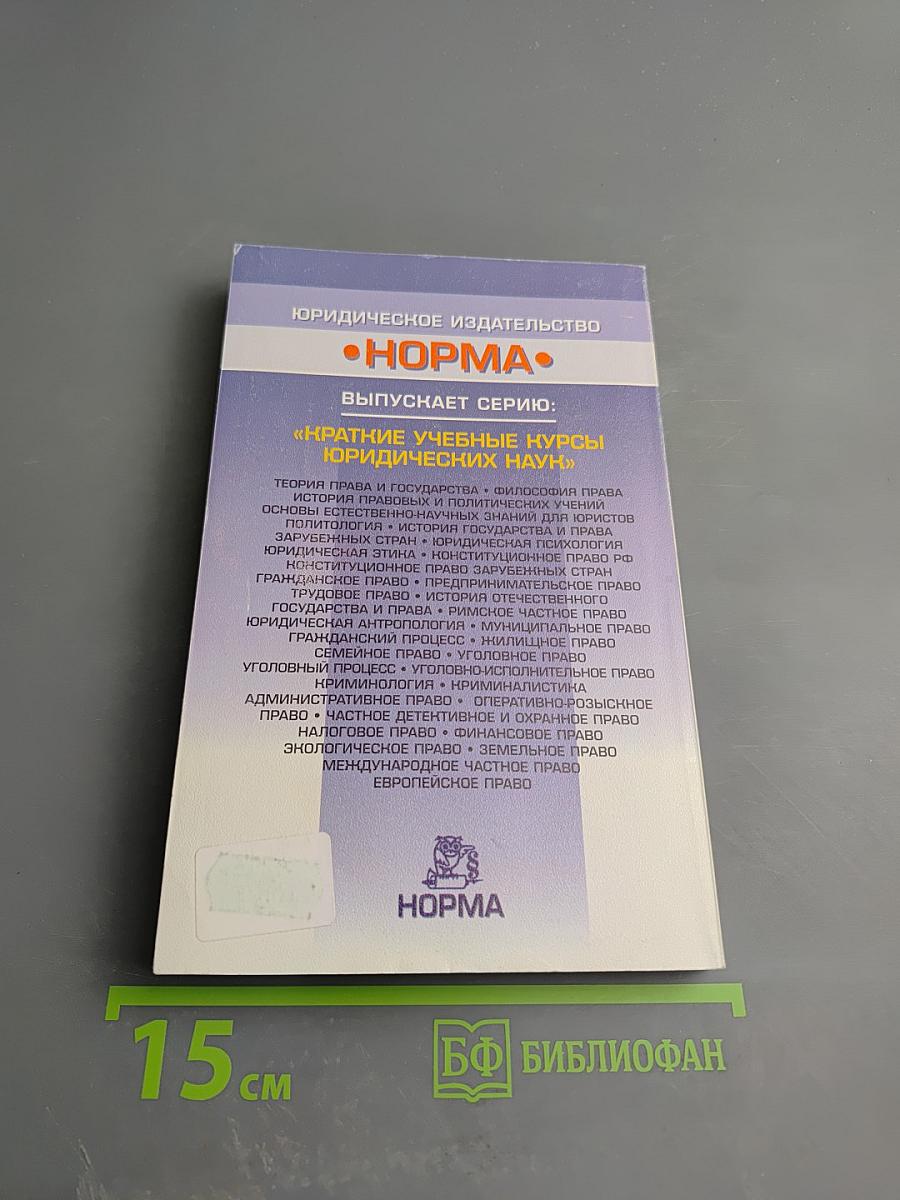 ЮРИДИЧЕСКОЕ ИЗДАТЕЛЬСТВО
•НОРМА•
ВЫПУСКАЕТ СЕРИЮ:
«КРАТКИЕ УЧЕБНЫЕ КУРСЫ
ЮРИДИЧЕСКИХ НАУК»
ТЕОРИЯ ПРАВА И ГОСУДАРСТВА • ФИЛОСОФИЯ ПРАВА
ИСТОРИЯ ПРАВОВЫХ И ПОЛИТИЧЕСКИХ УЧЕНИЙ
ОСНОВЫ ЕСТЕСТВЕННО-НАУЧНЫХ ЗНАНИЙ ДЛЯ ЮРИСТОВ
ПОЛИТОЛОГИЯ • ИСТОРИЯ ГОСУДАРСТВА И ПРАВА
ЗАРУБЕЖНЫХ СТРАН • ЮРИДИЧЕСКАЯ ПСИХОЛОГИЯ
ЮРИДИЧЕСКАЯ ЭТИКА • КОНСТИТУЦИОННОЕ ПРАВО РФ
КОНСТИТУЦИОННОЕ ПРАВО ЗАРУБЕЖНЫХ СТРАН
ГРАЖДАНСКОЕ ПРАВО • ПРЕДПРИНИМАТЕЛЬСКОЕ ПРАВО
ТРУДОВОЕ ПРАВО • ИСТОРИЯ ОТЕЧЕСТВЕННОГО
ГОСУДАРСТВА И ПРАВА • РИМСКОЕ ЧАСТНОЕ ПРАВО
ЮРИДИЧЕСКАЯ АНТРОПОЛОГИЯ • МУНИЦИПАЛЬНОЕ ПРАВО
ГРАЖДАНСКИЙ ПРОЦЕСС • ЖИЛИЩНОЕ ПРАВО
СЕМЕЙНОЕ ПРАВО • УГОЛОВНОЕ ПРАВО
УГОЛОВНЫЙ ПРОЦЕСС • УГОЛОВНО-ИСПОЛНИТЕЛЬНОЕ ПРАВО
КРИМИНОЛОГИЯ • КРИМИНАЛИСТИКА
АДМИНИСТРАТИВНОЕ ПРАВО • ОПЕРАТИВНО-РОЗЫСКНОЕ
ПРАВО • ЧАСТНОЕ ДЕТЕКТИВНОЕ И ОХРАННОЕ ПРАВО
НАЛОГОВОЕ ПРАВО • ФИНАНСОВОЕ ПРАВО
ЭКОЛОГИЧЕСКОЕ ПРАВО • ЗЕМЕЛЬНОЕ ПРАВО
МЕЖДУНАРОДНОЕ ЧАСТНОЕ ПРАВО
ЕВРОПЕЙСКОЕ ПРАВО
§
НОРМА
15 см
БФ БИБЛИОФАН